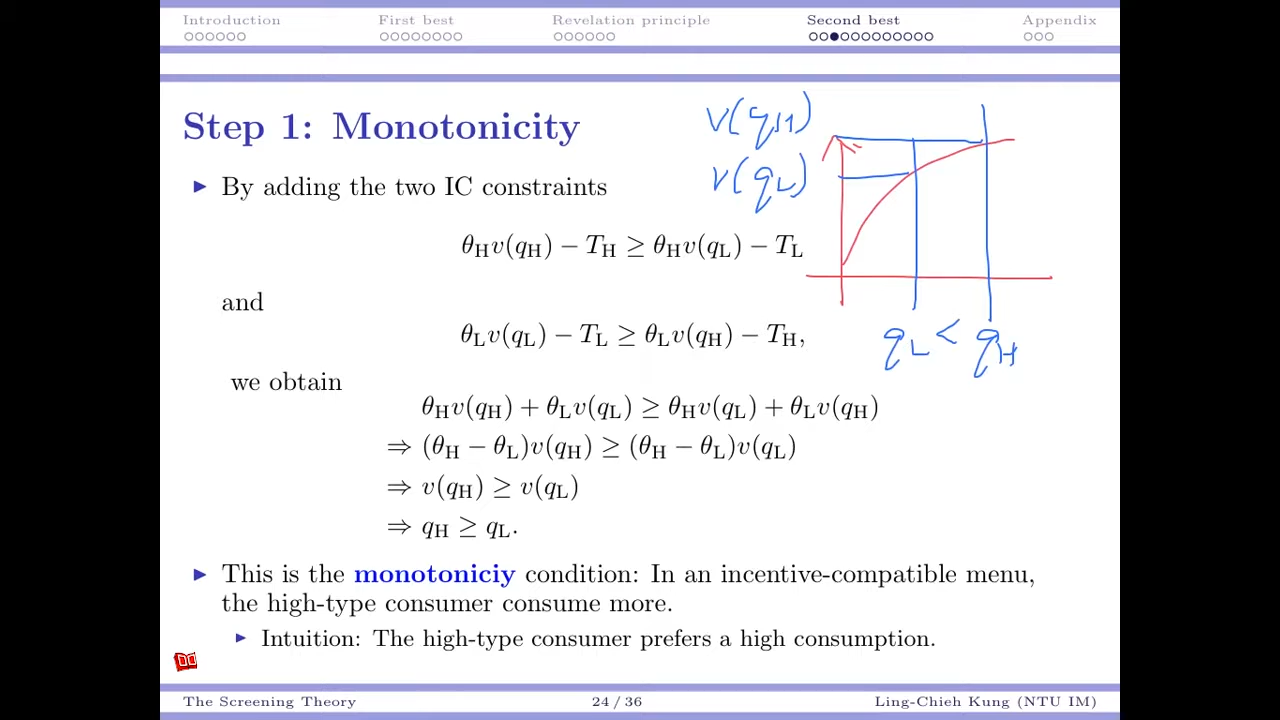 Introduction First best Revelation principle Second best Appendix
Step 1: Monotonicity
v(qH)
v(qL)
▶ By adding the two IC constraints
θHv(qH) − TH ≥ θHv(qL) − TL
and
θLv(qL) − TL ≥ θLv(qH) − TH,
qL < qH
we obtain
θHv(qH) + θLv(qL) ≥ θHv(qL) + θLv(qH)
⇒ (θH − θL)v(qH) ≥ (θH − θL)v(qL)
⇒ v(qH) ≥ v(qL)
⇒ qH ≥ qL.
▶ This is the monotoniciy condition: In an incentive-compatible menu,
the high-type consumer consume more.
▶ Intuition: The high-type consumer prefers a high consumption.
The Screening Theory 24 / 36 Ling-Chieh Kung (NTU IM)